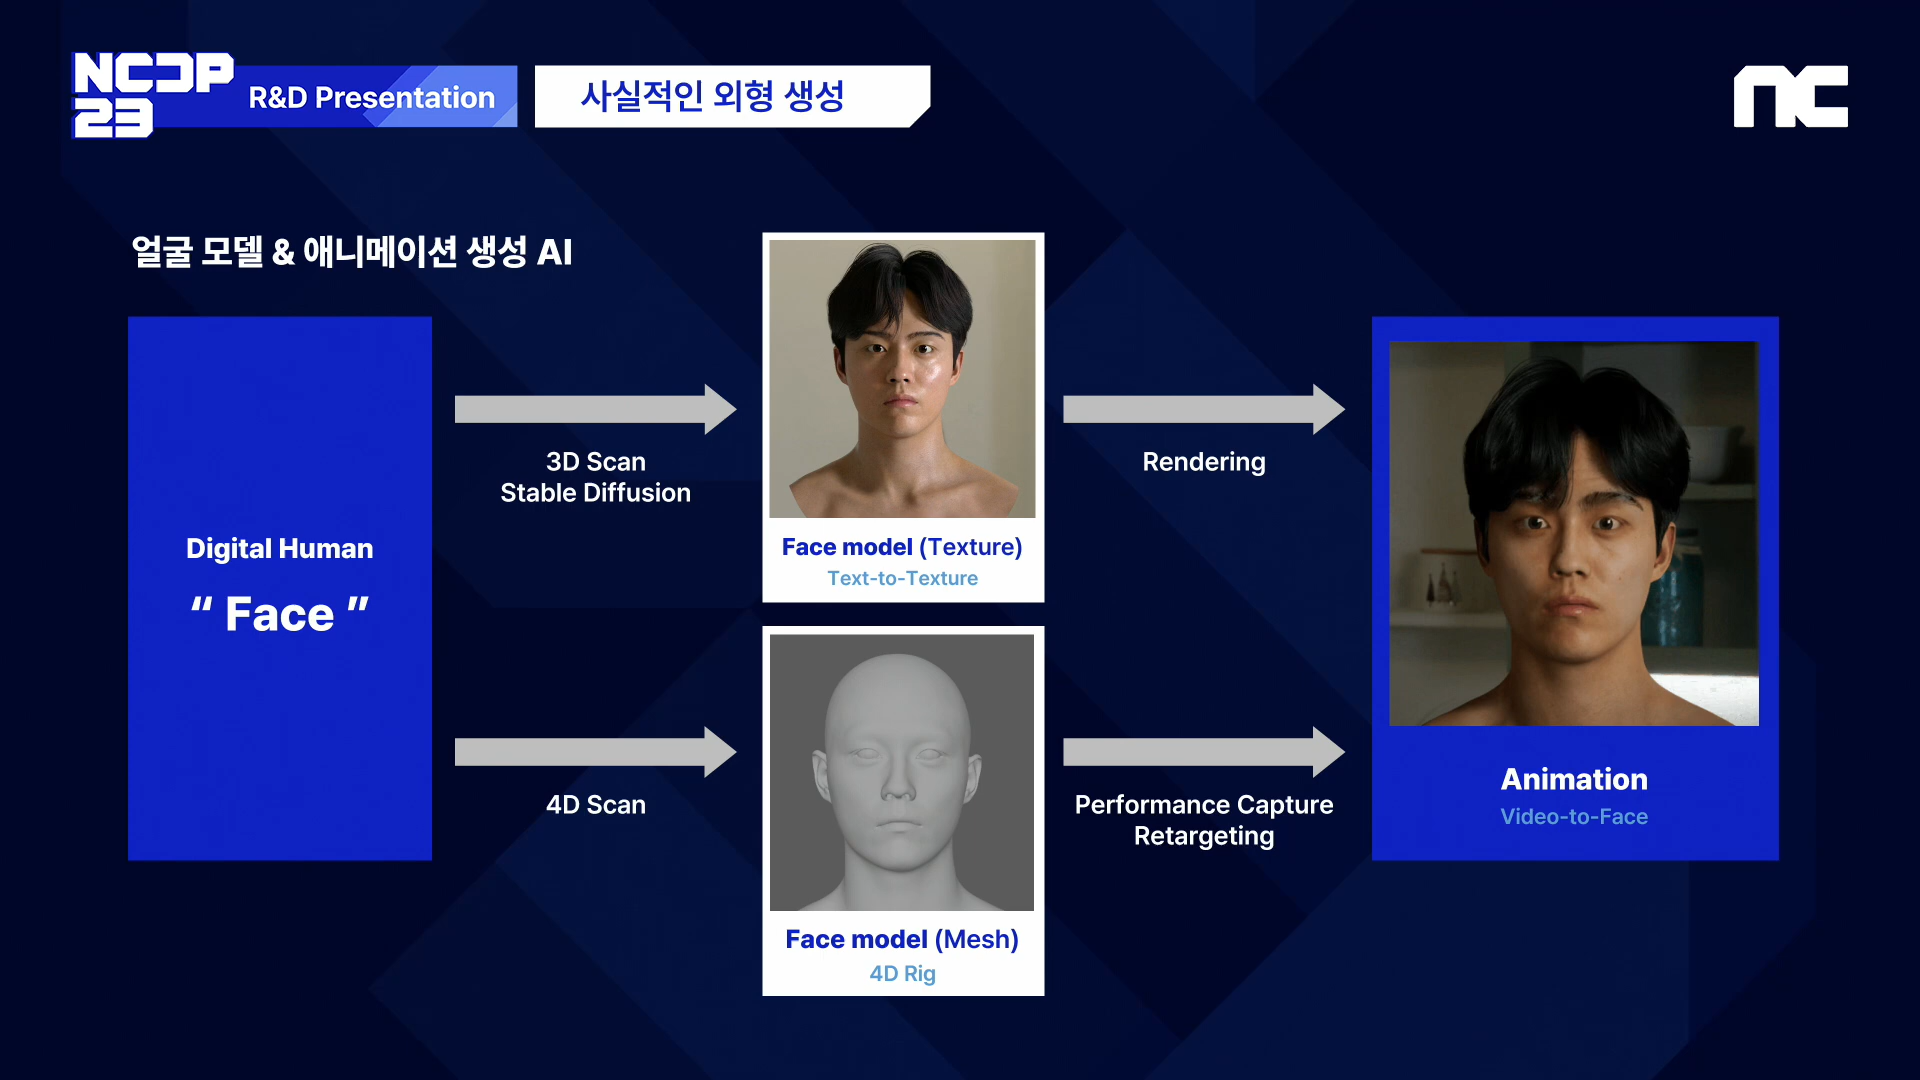 NCDP
23
R&D Presentation
사실적인 외형 생성
nc
얼굴 모델 & 애니메이션 생성 AI
Digital Human
“ Face ”
3D Scan
Stable Diffusion
4D Scan
Face model (Texture)
Text-to-Texture
Face model (Mesh)
4D Rig
Rendering
Performance Capture
Retargeting
Animation
Video-to-Face